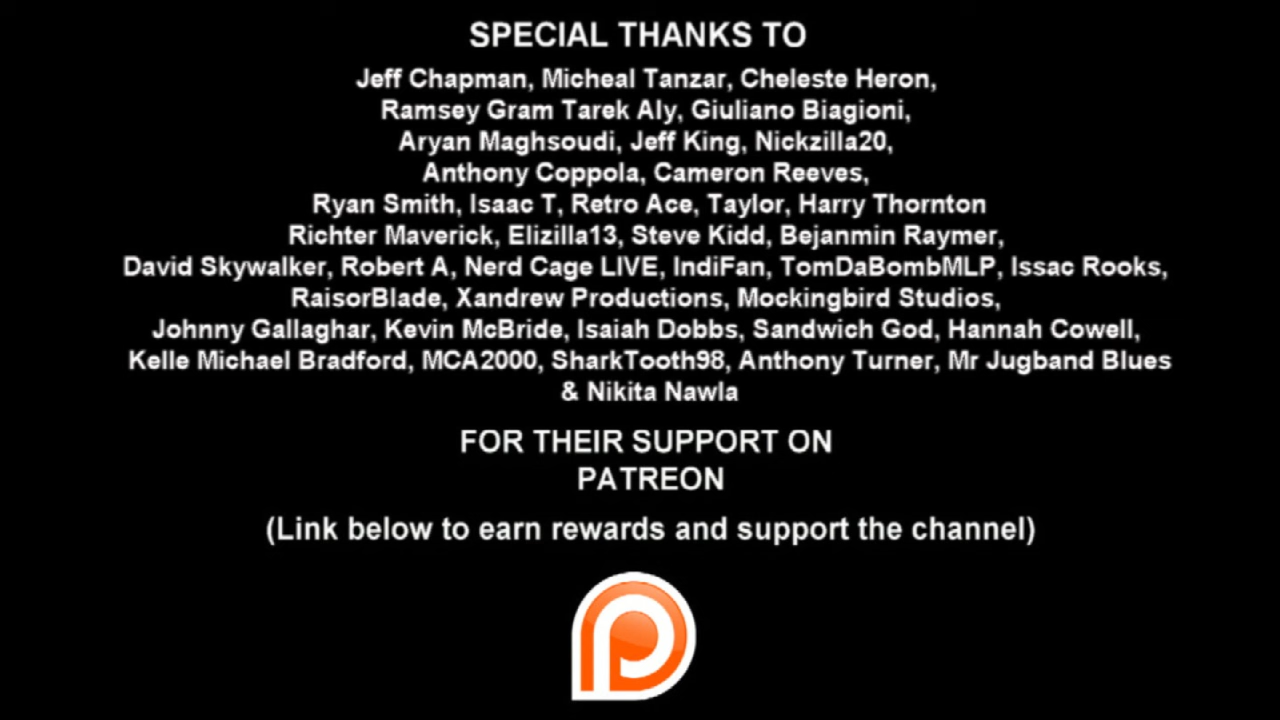 SPECIAL THANKS TO
Jeff Chapman, Micheal Tanzar, Cheleste Heron,
Ramsey Gram Tarek Aly, Giuliano Biagioni,
Aryan Maghsoudi, Jeff King, Nickzilla20,
Anthony Coppola, Cameron Reeves,
Ryan Smith, Isaac T, Retro Ace, Taylor, Harry Thornton
Richter Maverick, Elizilla13, Steve Kidd, Bejanmin Raymer,
David Skywalker, Robert A, Nerd Cage LIVE, IndiFan, TomDaBombMLP, Issac Rooks,
RaisorBlade, Xandrew Productions, Mockingbird Studios,
Johnny Gallaghar, Kevin McBride, Isaiah Dobbs, Sandwich God, Hannah Cowell,
Kelle Michael Bradford, MCA2000, SharkTooth98, Anthony Turner, Mr Jugband Blues
& Nikita Nawla
FOR THEIR SUPPORT ON
PATREON
(Link below to earn rewards and support the channel)